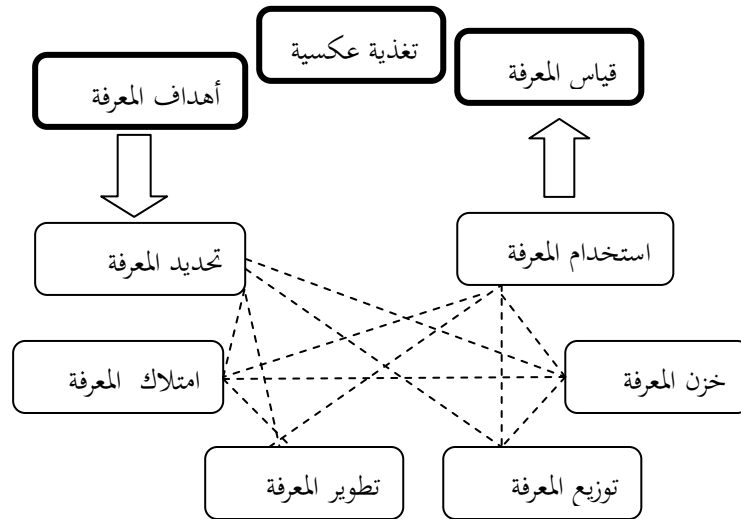 تغذية عكسية
قياس المعرفة
أهداف المعرفة
استخدام المعرفة
تحديد المعرفة
خزن المعرفة
امتلاك المعرفة
توزيع المعرفة
تطوير المعرفة